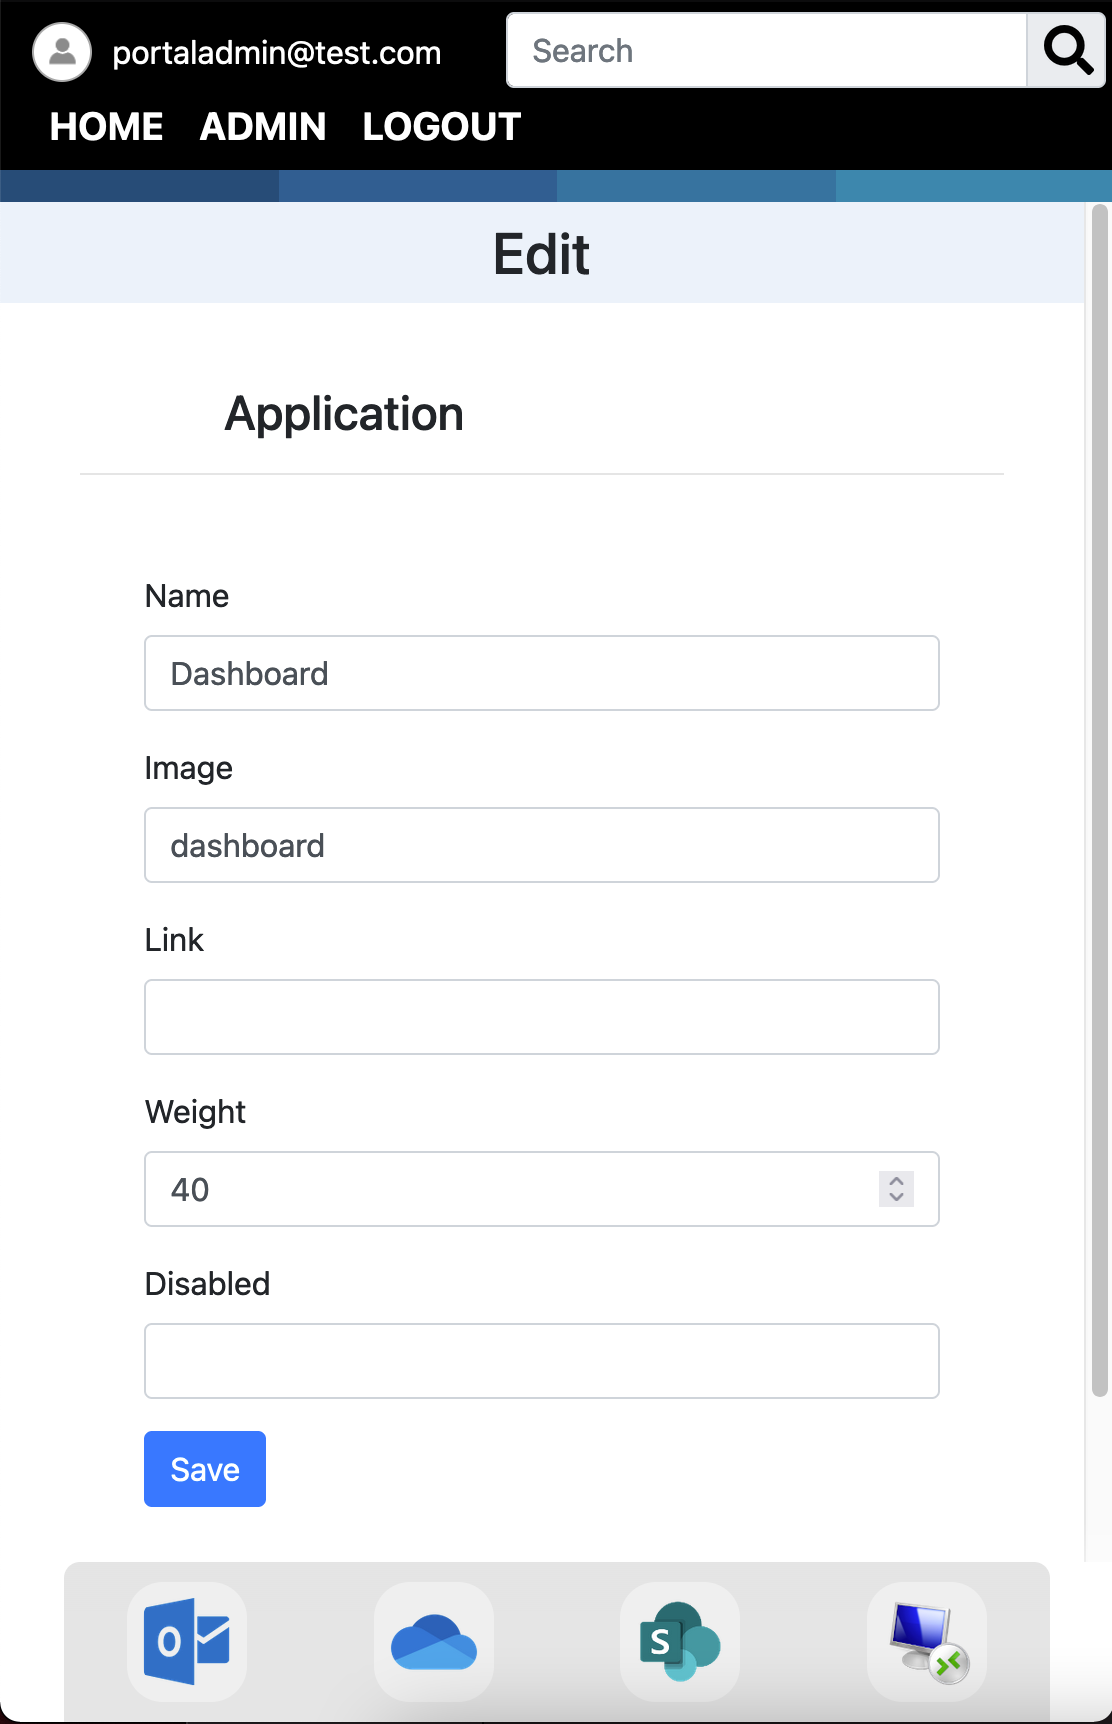 portaladmin@test.com
Search
HOME ADMIN LOGOUT
Edit
Application
Name
Dashboard
Image
dashboard
Link
Weight
40
Disabled
Save
O
S